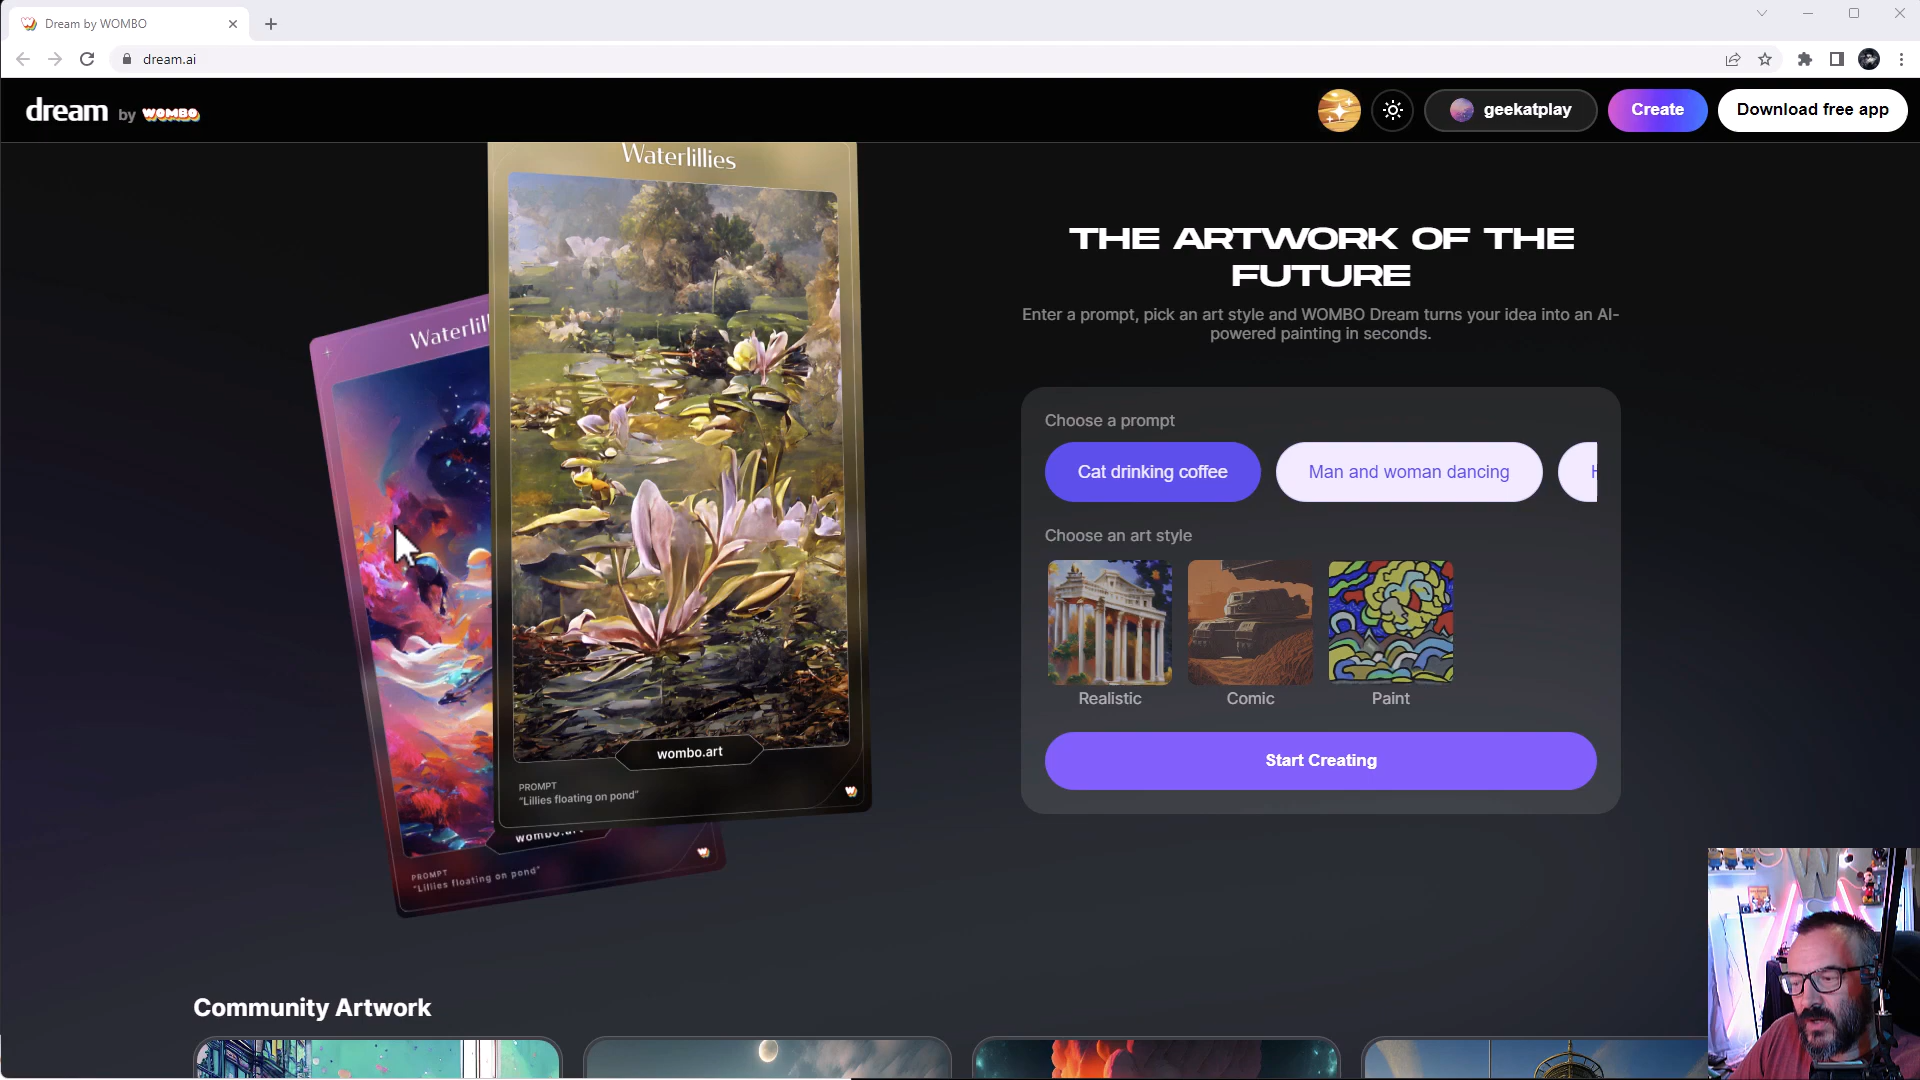 Dream by WOMBO
dream.ai
dream by WOMBO
geekatplay
Create
Download free app
Waterlillies
wombo.art
PROMPT
"Lillies floating on pond"
PROMPT
"Lillies floating on pond"
THE ARTWORK OF THE
FUTURE
Enter a prompt, pick an art style and WOMBO Dream turns your idea into an AI-
powered painting in seconds.
Choose a prompt
Cat drinking coffee
Man and woman dancing
Choose an art style
Realistic
Comic
Paint
Start Creating
Community Artwork